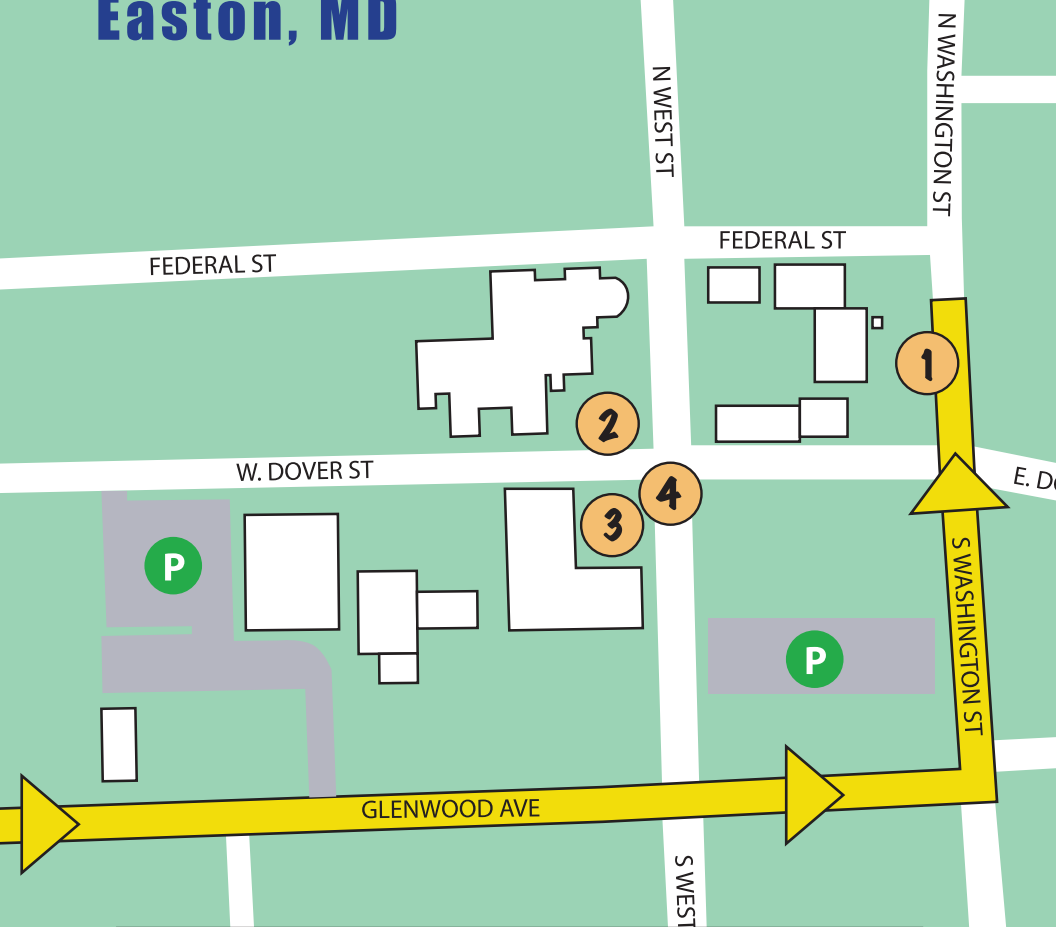 Easton, MD
N WEST ST
N WASHINGTON ST
FEDERAL ST
FEDERAL ST
1
2
W. DOVER ST
E. DO
4
3
P
P
S WASHINGTON ST
GLENWOOD AVE
S WEST